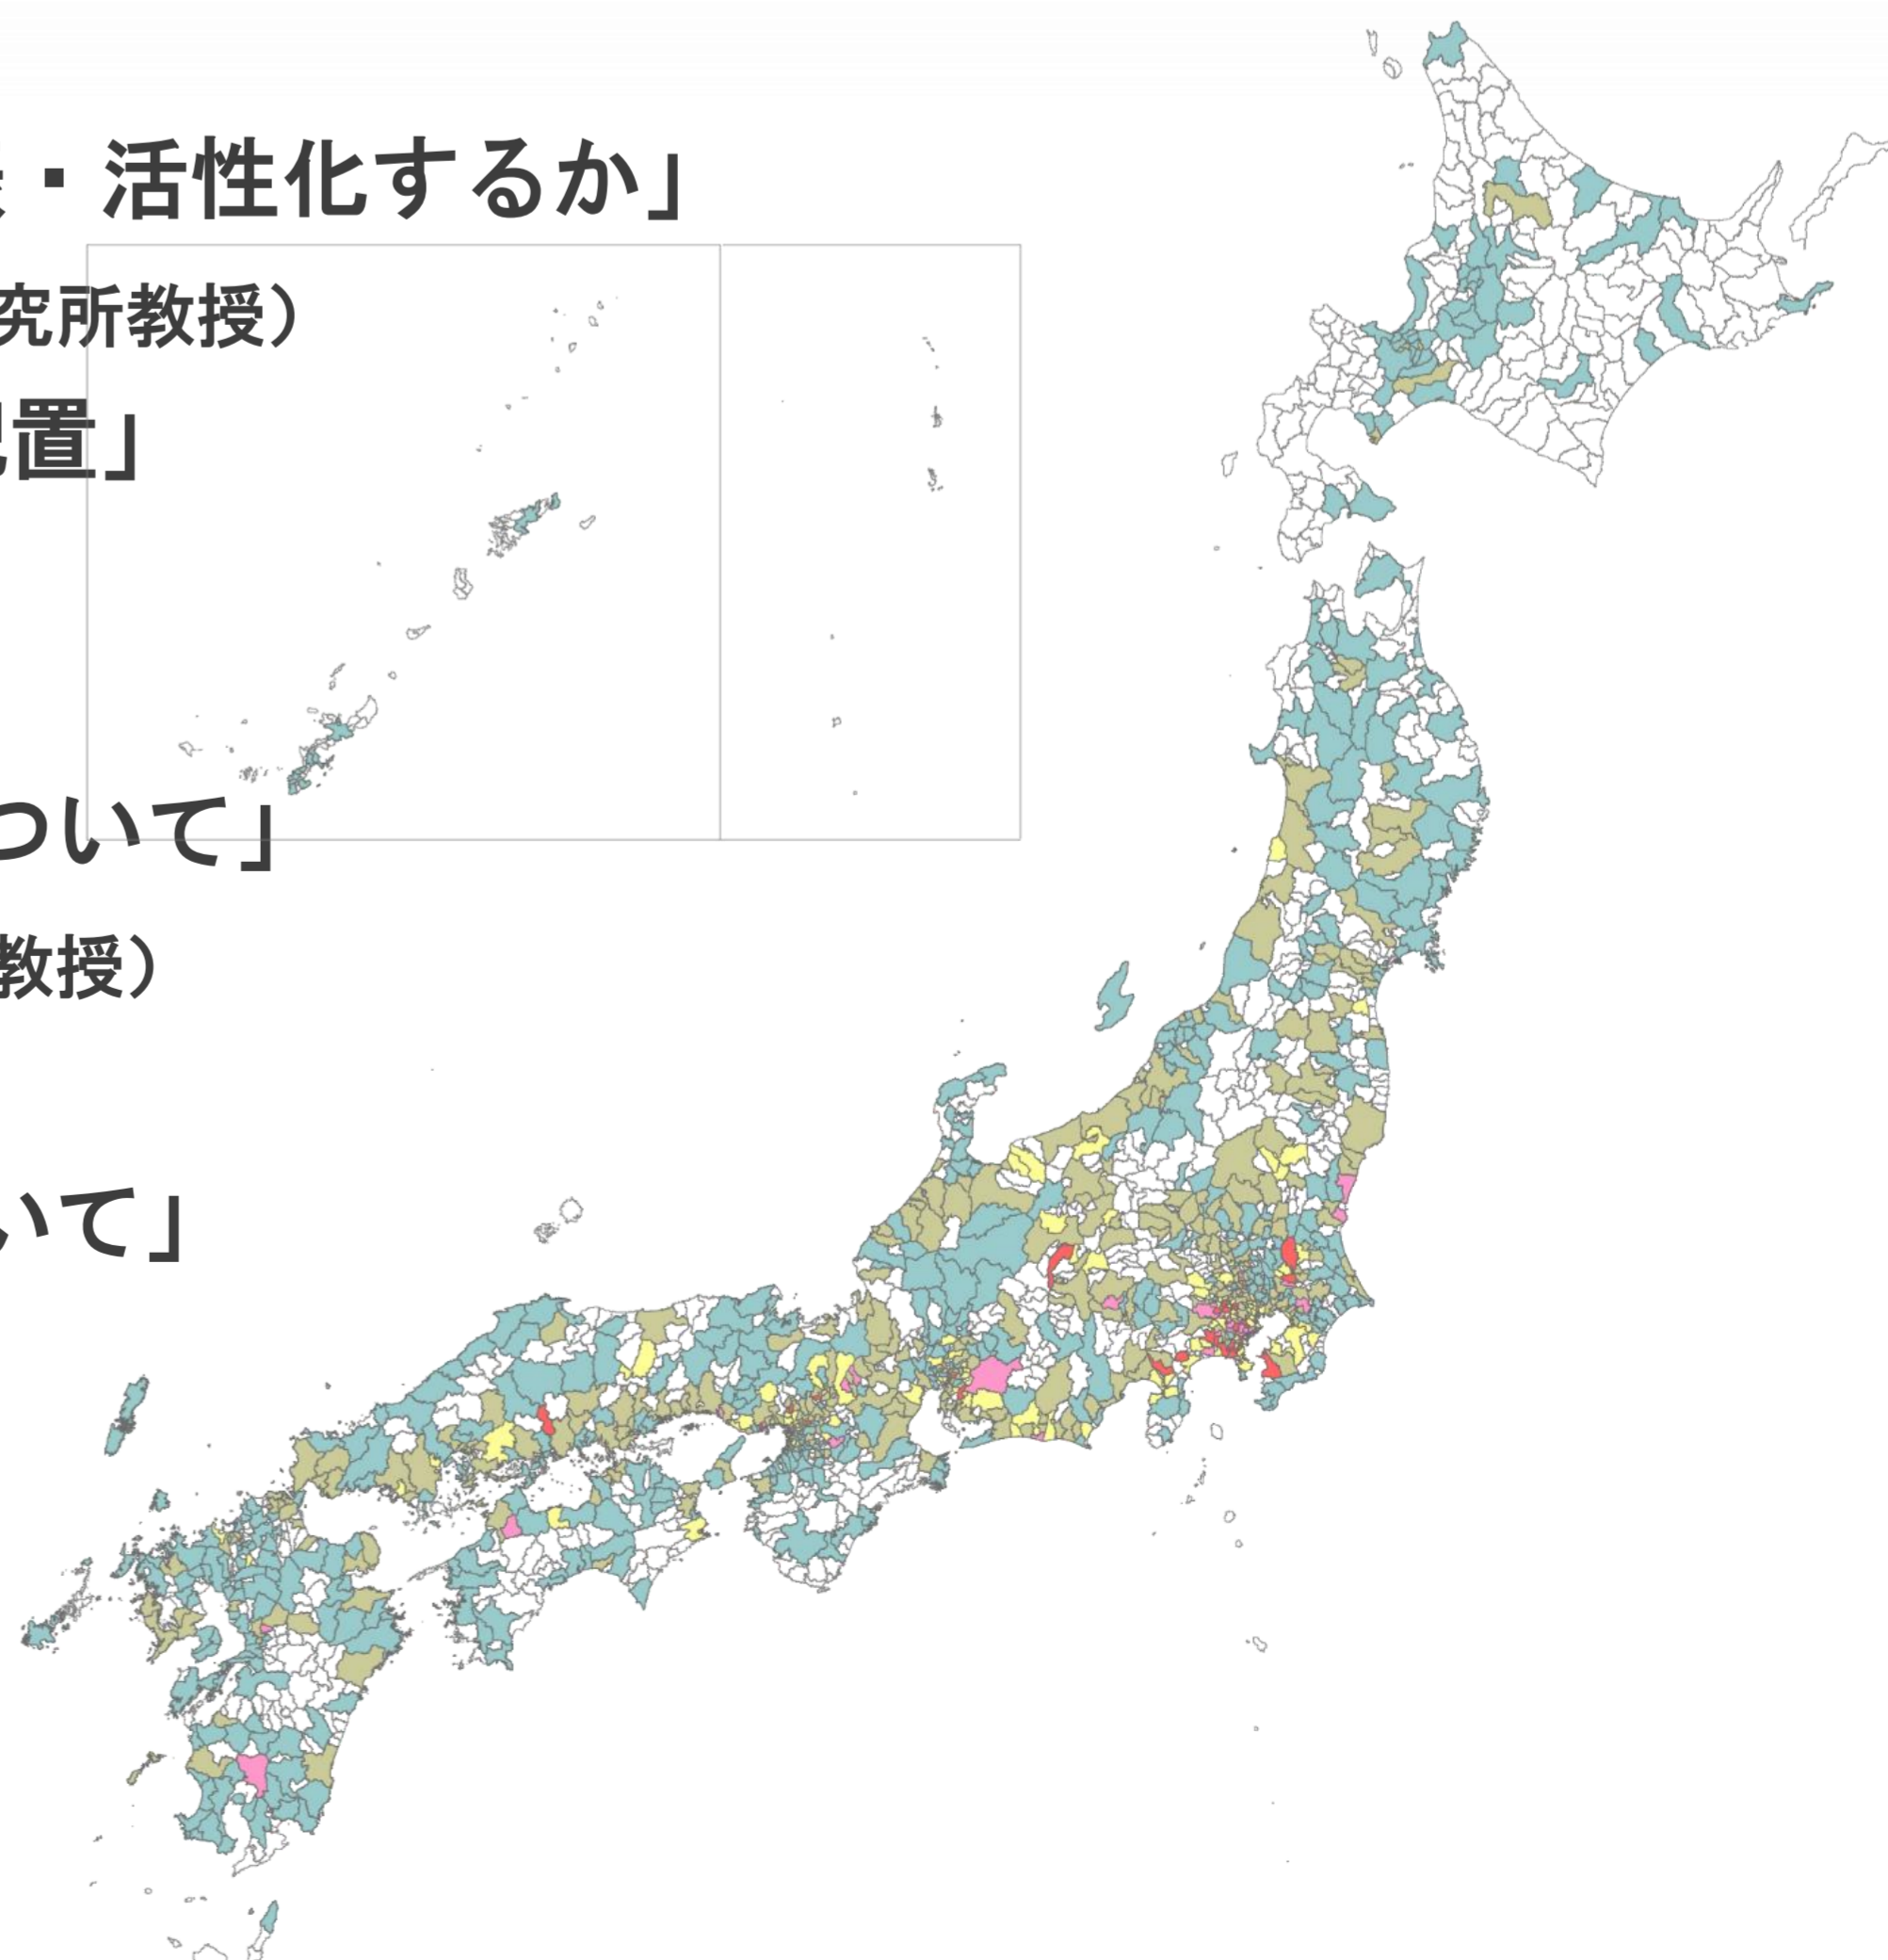 ・活性化するか」
究所教授）
置」
ついて」
教授）
いて」